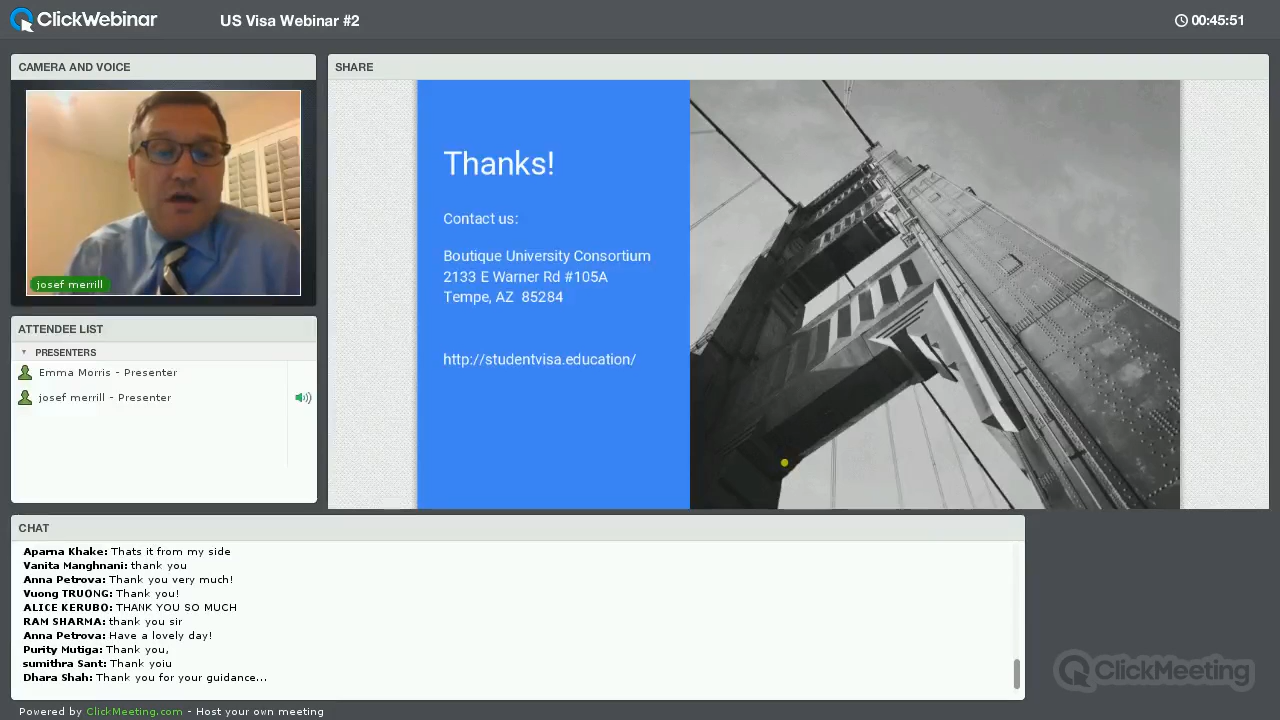 ClickWebinar
US Visa Webinar #2
00:45:51
CAMERA AND VOICE
josef merrill
ATTENDEE LIST
PRESENTERS
Emma Morris - Presenter
josef merrill - Presenter
SHARE
Thanks!
Contact us:
Boutique University Consortium
2133 E Warner Rd #105A
Tempe, AZ 85284
http://studentvisa.education/
CHAT
Aparna Khake: Thats it from my side
Vanita Manghnani: thank you
Anna Petrova: Thank you very much!
Vuong TRUONG: Thank you!
ALICE KERUBO: THANK YOU SO MUCH
RAM SHARMA: thank you sir
Anna Petrova: Have a lovely day!
Purity Mutiga: Thank you,
sumithra Sant: Thank yoiu
Dhara Shah: Thank you for your guidance...
ClickMeeting
Powered by ClickMeeting.com - Host your own meeting